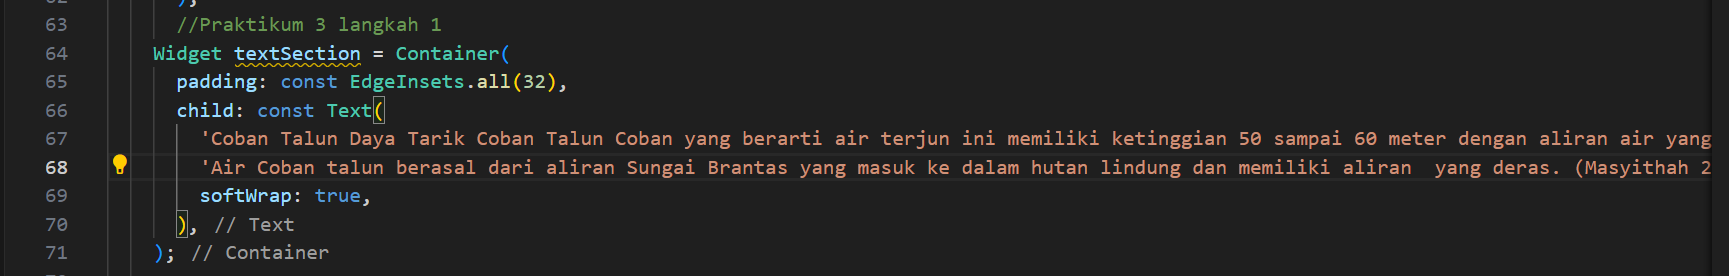 63 //Praktikum 3 langkah 1
64 Widget textSection = Container(
65 padding: const EdgeInsets.all(32),
66 child: const Text(
67 'Coban Talun Daya Tarik Coban Talun Coban yang berarti air terjun ini memiliki ketinggian 50 sampai 60 meter dengan aliran air yang
68 'Air Coban talun berasal dari aliran Sungai Brantas yang masuk ke dalam hutan lindung dan memiliki aliran  yang deras. (Masyithah 2
69 softWrap: true,
70 ), // Text
71 ); // Container